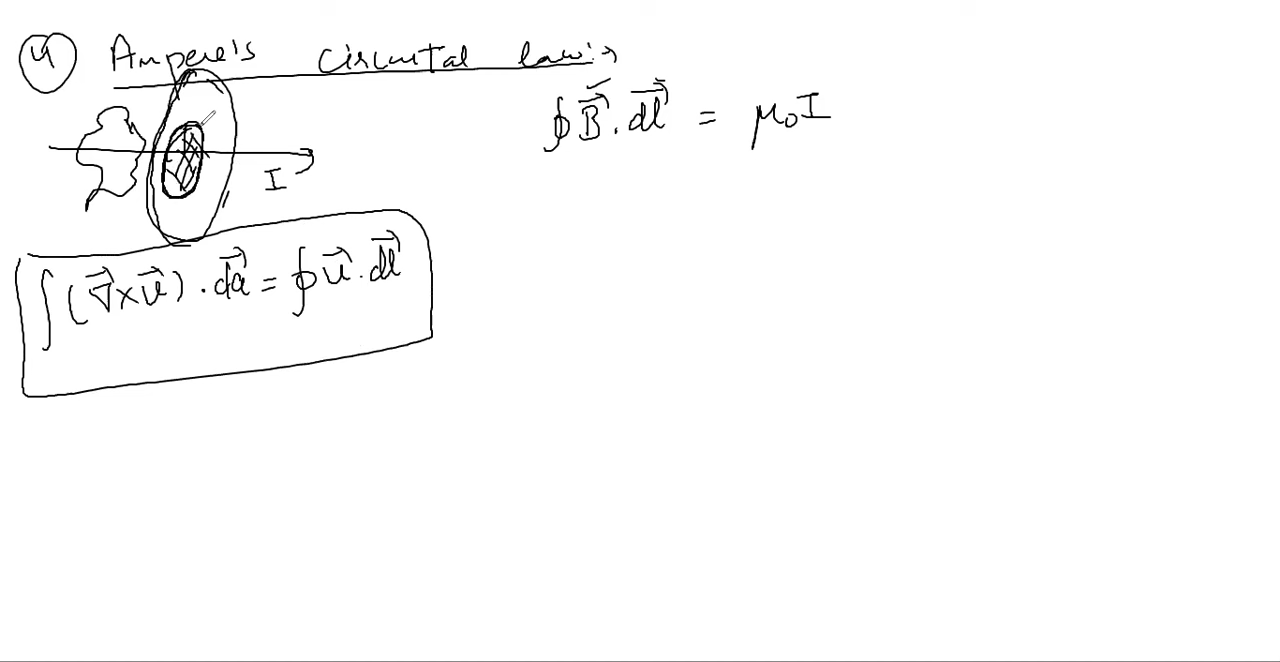 4 Ampere's Circuital law:→
∮B⃗ . dl⃗ = μ₀I
I
∫(∇⃗×v⃗) . da⃗ = ∮v⃗ . dl⃗